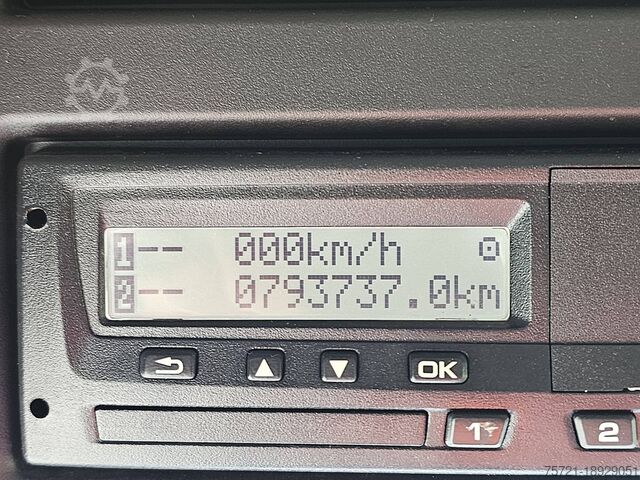 1-- 000km/h
2-- 0793737.0km
OK
1 2
75721-18929051